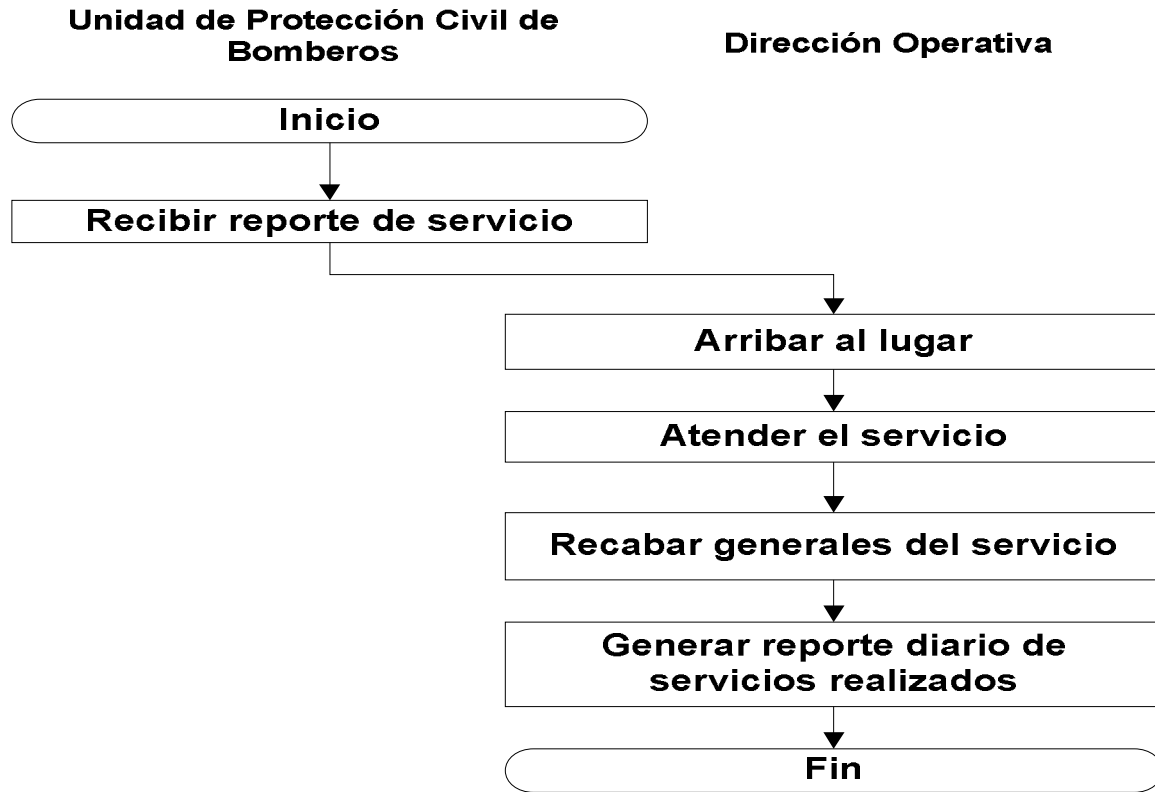 Unidad de Protección Civil de
Bomberos
Dirección Operativa
Inicio
Recibir reporte de servicio
Arribar al lugar
Atender el servicio
Recabar generales del servicio
Generar reporte diario de
servicios realizados
Fin